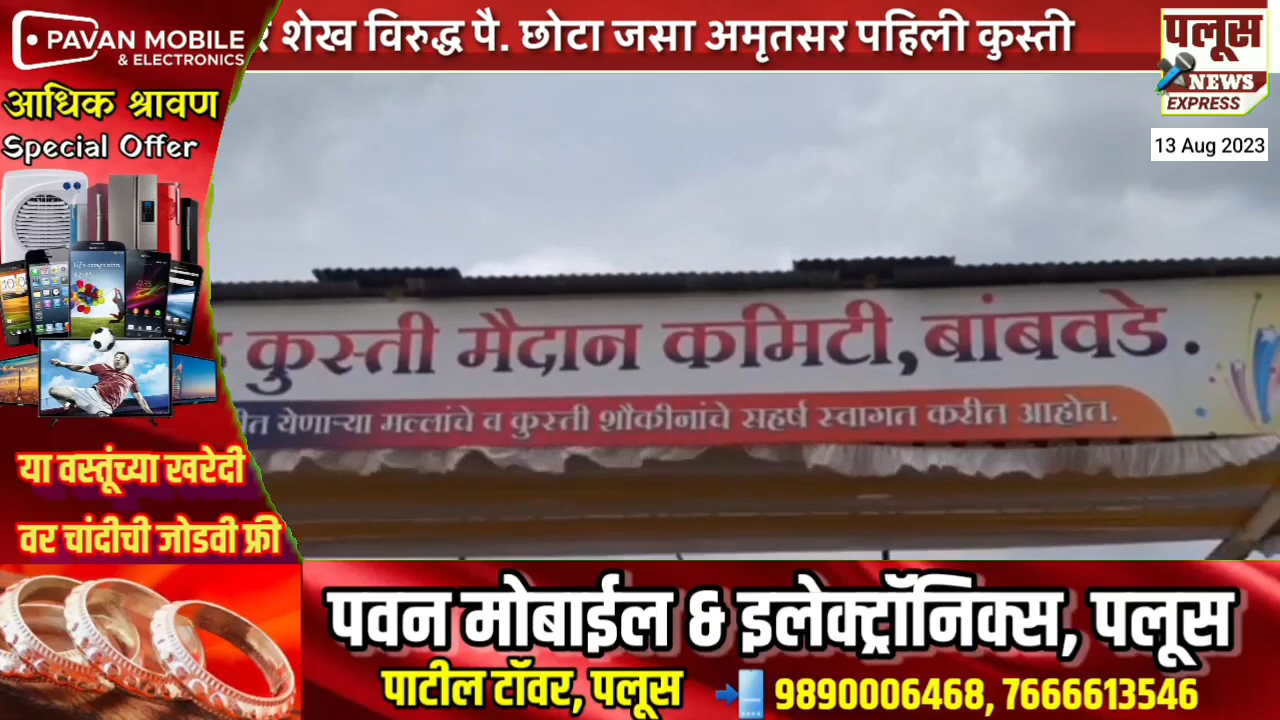 शेख विरुद्ध पै. छोटा जसा अमृतसर पहिली कुस्ती
PAVAN MOBILE
& ELECTRONICS
पलूस
NEWS
EXPRESS
13 Aug 2023
आधिक श्रावण
Special Offer
कुस्ती मैदान कमिटी, बांबवडे.
येणाऱ्या मल्लांचे व कुस्ती शौकीनांचे सहर्ष स्वागत करीत आहोत.
या वस्तूंच्या खरेदी
वर चांदीची जोडवी फ्री
पवन मोबाईल & इलेक्ट्रॉनिक्स, पलूस
पाटील टॉवर, पलूस
9890006468, 7666613546